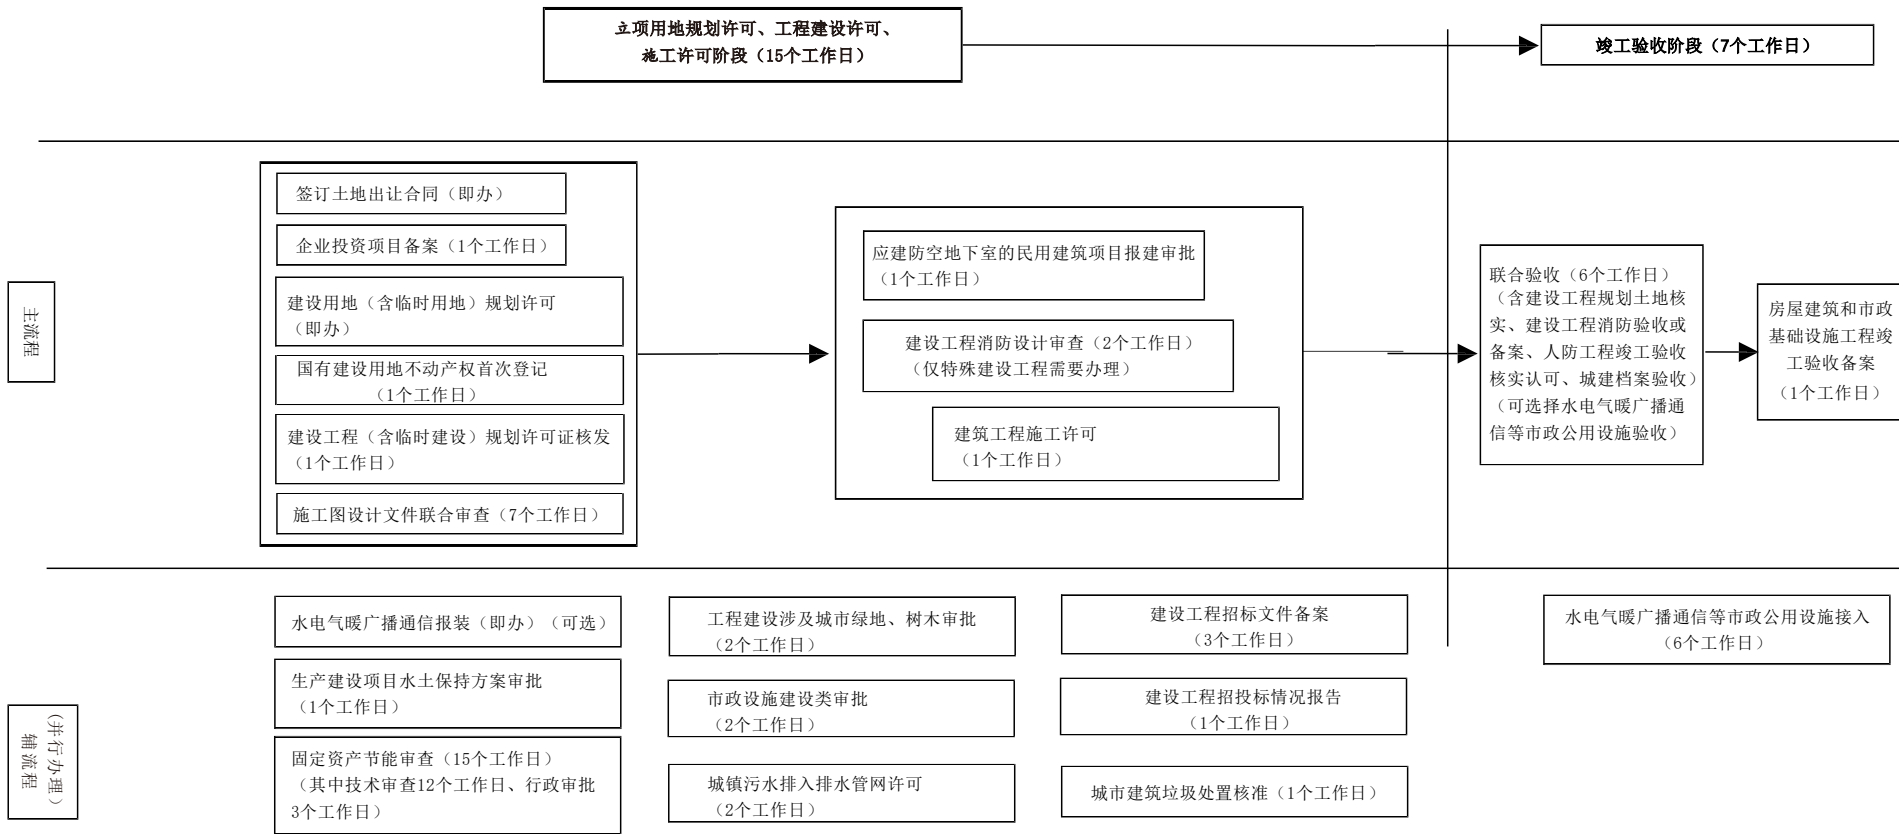 立项用地规划许可、工程建设许可、
施工许可阶段（15个工作日）
竣工验收阶段（7个工作日）
主流程
签订土地出让合同（即办）
企业投资项目备案（1个工作日）
建设用地（含临时用地）规划许可
（即办）
国有建设用地不动产权首次登记
（1个工作日）
建设工程（含临时建设）规划许可证核发
（1个工作日）
施工图设计文件联合审查（7个工作日）
应建防空地下室的民用建筑项目报建审批
（1个工作日）
建设工程消防设计审查（2个工作日）
（仅特殊建设工程需要办理）
建筑工程施工许可
（1个工作日）
联合验收（6个工作日）
（含建设工程规划土地核
实、建设工程消防验收或
备案、人防工程竣工验收
核实认可、城建档案验收）
（可选择水电气暖广播通
信等市政公用设施验收）
房屋建筑和市政
基础设施工程竣
工验收备案
（1个工作日）
（并行办理）
辅流程
水电气暖广播通信报装（即办）（可选）
生产建设项目水土保持方案审批
（1个工作日）
固定资产节能审查（15个工作日）
（其中技术审查12个工作日、行政审批
3个工作日）
工程建设涉及城市绿地、树木审批
（2个工作日）
市政设施建设类审批
（2个工作日）
城镇污水排入排水管网许可
（2个工作日）
建设工程招标文件备案
（3个工作日）
建设工程招投标情况报告
（1个工作日）
城市建筑垃圾处置核准（1个工作日）
水电气暖广播通信等市政公用设施接入
（6个工作日）